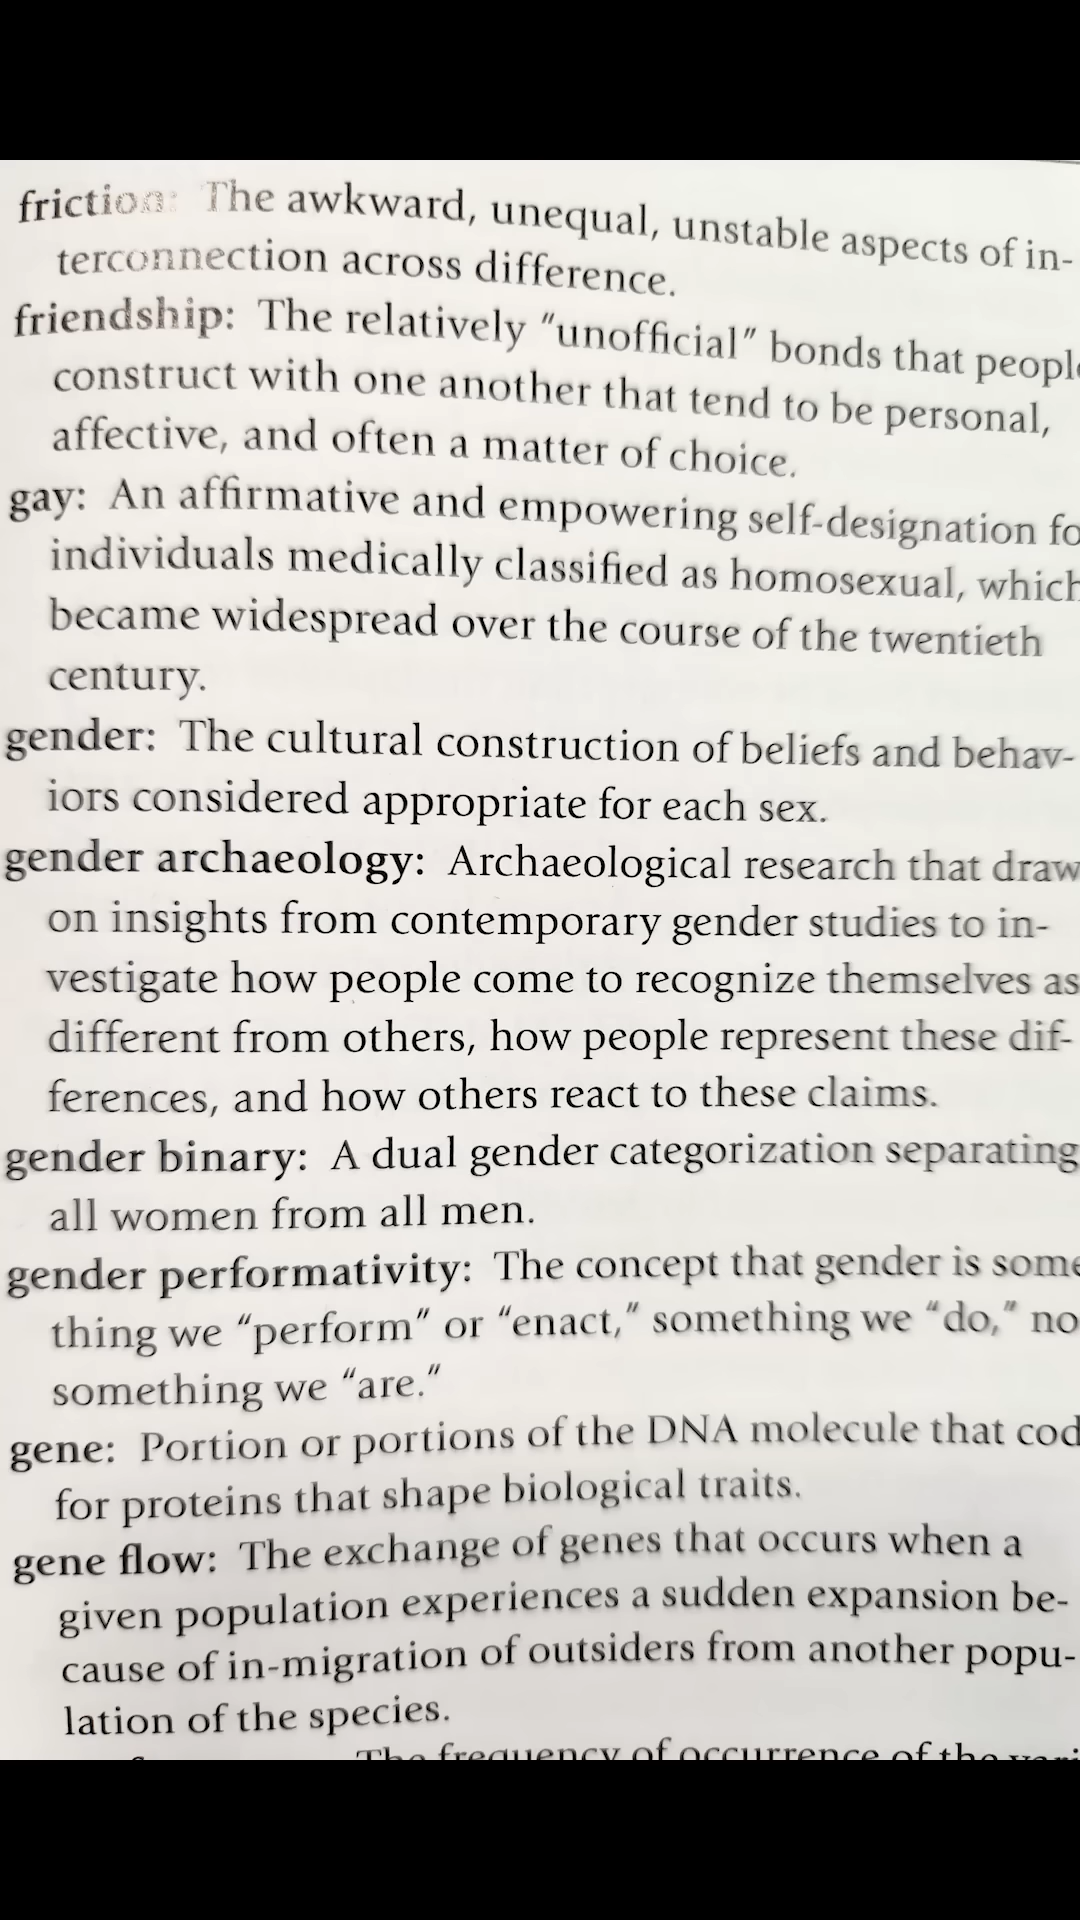 friction: The awkward, unequal, unstable aspects of in-
terconnection across difference.
friendship: The relatively “unofficial” bonds that people
construct with one another that tend to be personal,
affective, and often a matter of choice.
gay: An affirmative and empowering self-designation fo
individuals medically classified as homosexual, which
became widespread over the course of the twentieth
century.
gender: The cultural construction of beliefs and behav-
iors considered appropriate for each sex.
gender archaeology: Archaeological research that draw
on insights from contemporary gender studies to in-
vestigate how people come to recognize themselves as
different from others, how people represent these dif-
ferences, and how others react to these claims.
gender binary: A dual gender categorization separating
all women from all men.
gender performativity: The concept that gender is some
thing we “perform” or “enact,” something we “do,” no
something we “are.”
gene: Portion or portions of the DNA molecule that cod
for proteins that shape biological traits.
gene flow: The exchange of genes that occurs when a
given population experiences a sudden expansion be-
cause of in-migration of outsiders from another popu-
lation of the species.
The frequency of occurrence of the vari